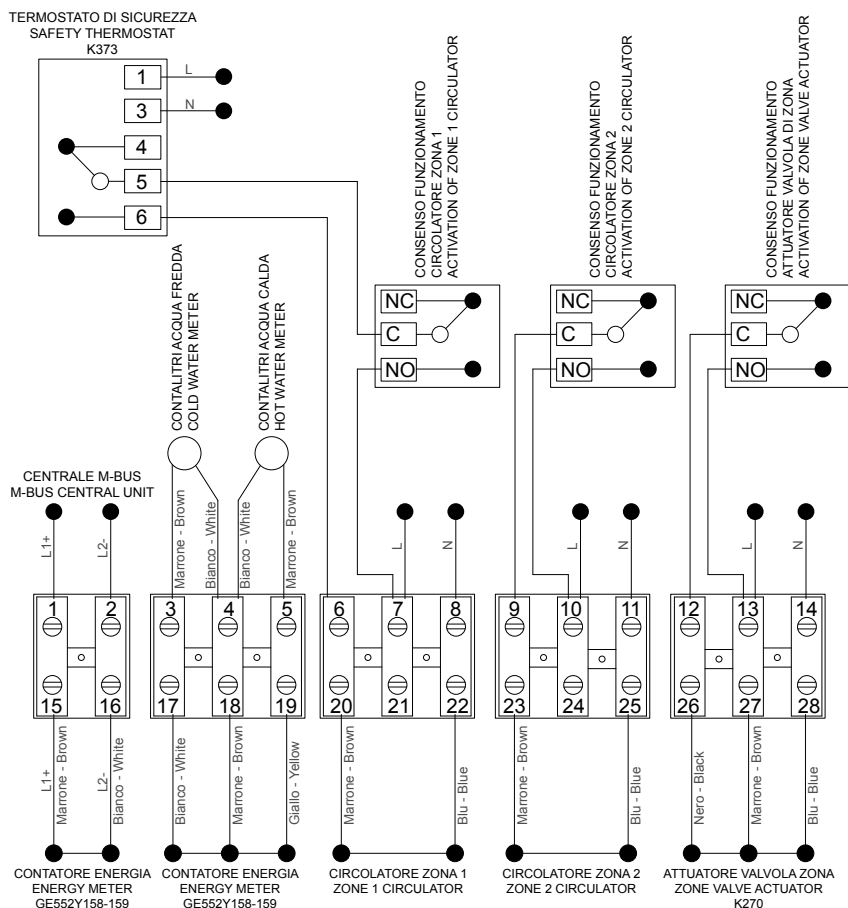 TERMOSTATO DI SICUREZZA
SAFETY THERMOSTAT
K373
1
L
3
N
4
5
6
CONSENSO FUNZIONAMENTO
CIRCOLATORE ZONA 1
ACTIVATION OF ZONE 1 CIRCULATOR
CONSENSO FUNZIONAMENTO
CIRCOLATORE ZONA 2
ACTIVATION OF ZONE 2 CIRCULATOR
CONSENSO FUNZIONAMENTO
ATTUATORE VALVOLA DI ZONA
ACTIVATION OF ZONE VALVE ACTUATOR
NC
C
NO
NC
C
NO
NC
C
NO
CONTALITRI ACQUA FREDDA
COLD WATER METER
CONTALITRI ACQUA CALDA
HOT WATER METER
CENTRALE M-BUS
M-BUS CENTRAL UNIT
L1+
L2-
Marrone - Brown
Bianco - White
Bianco - White
Marrone - Brown
L
N
L
N
L
N
1
2
3
4
5
6
7
8
9
10
11
12
13
14
15
16
17
18
19
20
21
22
23
24
25
26
27
28
L1+
Marrone - Brown
L2-
Bianco - White
Bianco - White
Marrone - Brown
Giallo - Yellow
Marrone - Brown
Blu - Blue
Marrone - Brown
Blu - Blue
Nero - Black
Marrone - Brown
Blu - Blue
CONTATORE ENERGIA
ENERGY METER
GE552Y158-159
CONTATORE ENERGIA
ENERGY METER
GE552Y158-159
CIRCOLATORE ZONA 1
ZONE 1 CIRCULATOR
CIRCOLATORE ZONA 2
ZONE 2 CIRCULATOR
ATTUATORE VALVOLA ZONA
ZONE VALVE ACTUATOR
K270